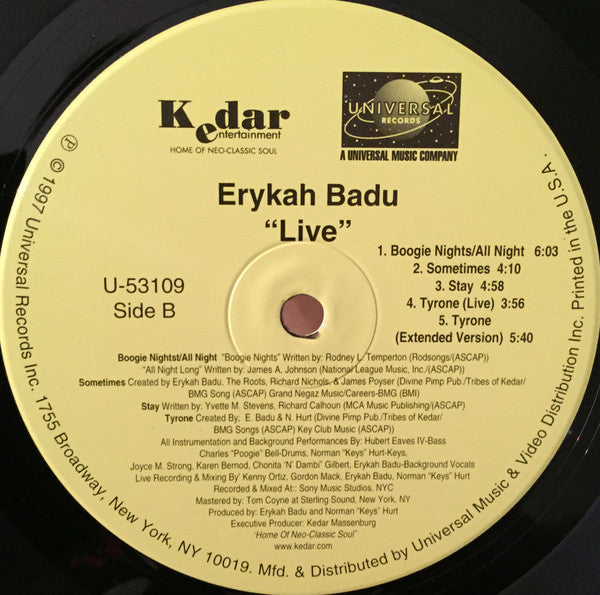 Kedar
entertainment
HOME OF NEO-CLASSIC SOUL
UNIVERSAL
RECORDS
A UNIVERSAL MUSIC COMPANY
Erykah Badu
“Live”
U-53109
Side B
1. Boogie Nights/All Night 6:03
2. Sometimes 4:10
3. Stay 4:58
4. Tyrone (Live) 3:56
5. Tyrone
(Extended Version) 5:40
Boogie Nightst/All Night "Boogie Nights" Written by: Rodney L. Temperton (Rodsongs/(ASCAP))
"All Night Long" Written by: James A. Johnson (National League Music, Inc./(ASCAP))
Sometimes Created by Erykah Badu, The Roots, Richard Nichols, & James Poyser (Divine Pimp Pub./Tribes of Kedar/
BMG Song (ASCAP) Grand Negaz Music/Careers-BMG (BMI)
Stay Written by: Yvette M. Stevens, Richard Calhoun (MCA Music Publishing/(ASCAP)
Tyrone Created By: E. Badu & N. Hurt (Divine Pimp Pub./Tribes of Kedar/
BMG Songs (ASCAP) Key Club Music (ASCAP)
All Instrumentation and Background Performances By: Hubert Eaves IV-Bass
Charles "Poogie" Bell-Drums, Norman "Keys" Hurt-Keys,
Joyce M. Strong, Karen Bernod, Chonita 'N' Dambi' Gilbert, Erykah Badu-Background Vocals
Live Recording & Mixing By' Kenny Ortiz, Gordon Mack, Erykah Badu, Norman "Keys" Hurt
Recorded & Mixed At:: Sony Music Studios, NYC
Mastered by: Tom Coyne at Sterling Sound, New York, NY
Produced by: Erykah Badu and Norman "Keys" Hurt
Executive Producer: Kedar Massenburg
"Home Of Neo-Classic Soul"
www.kedar.com
℗ © 1997 Universal Records Inc. 1755 Broadway, New York, NY 10019. Mfd. & Distributed by Universal Music & Video Distribution Inc. Printed in the U.S.A.